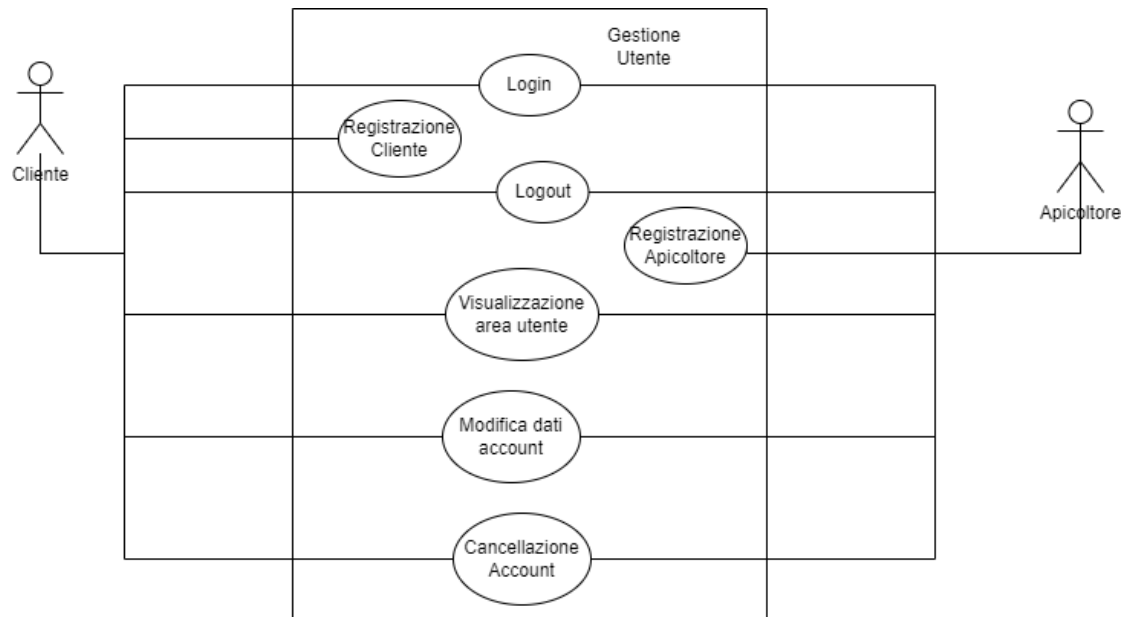 Gestione
Utente
Login
Registrazione
Cliente
Cliente
Logout
Apicoltore
Registrazione
Apicoltore
Visualizzazione
area utente
Modifica dati
account
Cancellazione
Account